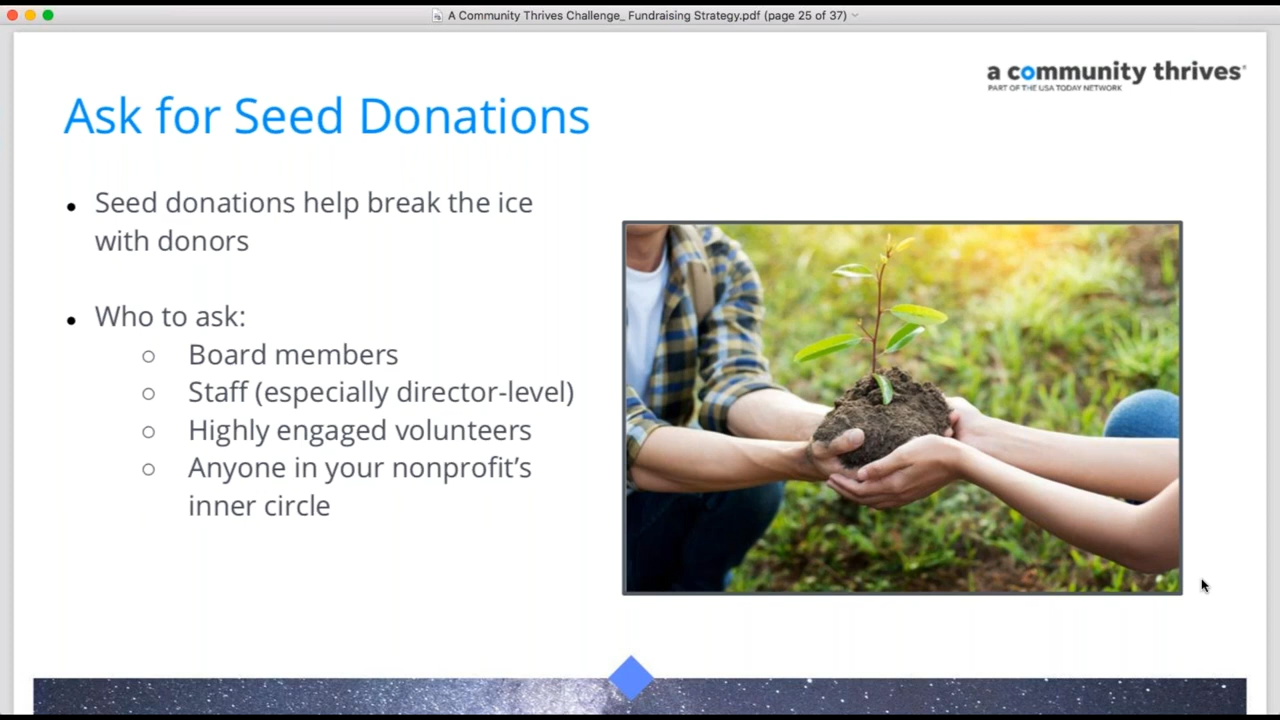 A Community Thrives Challenge_ Fundraising Strategy.pdf (page 25 of 37)
a community thrives
PART OF THE USA TODAY NETWORK
Ask for Seed Donations
• Seed donations help break the ice
with donors
• Who to ask:
○ Board members
○ Staff (especially director-level)
○ Highly engaged volunteers
○ Anyone in your nonprofit's
inner circle